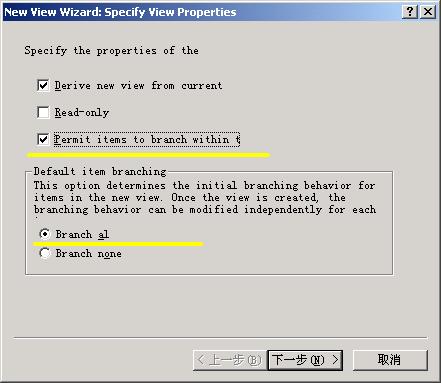 New View Wizard: Specify View Properties
Specify the properties of the
Derive new view from current
Read-only
Permit items to branch within t
Default item branching
This option determines the initial branching behavior for
items in the new view. Once the view is created, the
branching behavior can be modified independently for each
Branch al
Branch none
< 上一步(B) 下一步(N) > 取消